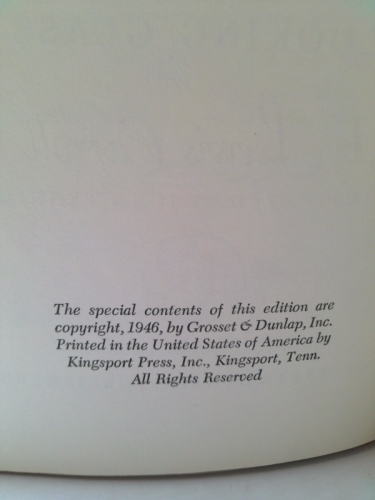 The special contents of this edition are
copyright, 1946, by Grosset & Dunlap, Inc.
Printed in the United States of America by
Kingsport Press, Inc., Kingsport, Tenn.
All Rights Reserved